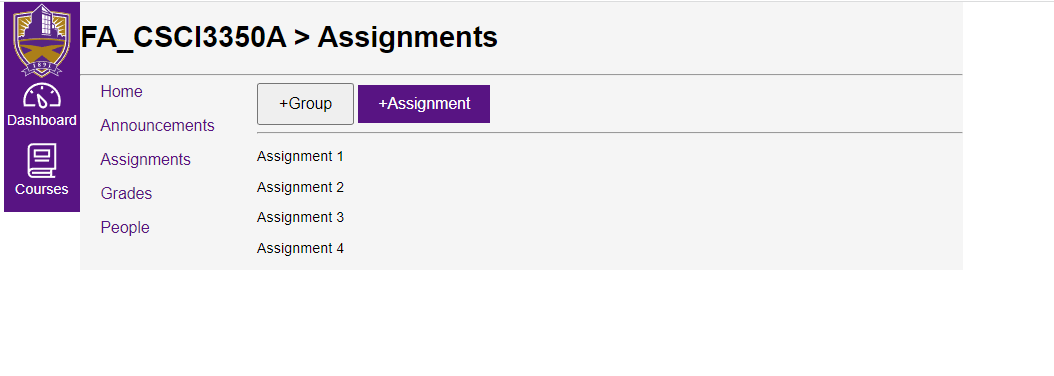 1891
FA_CSCI3350A > Assignments
Dashboard
Courses
Home
Announcements
Assignments
Grades
People
+Group
+Assignment
Assignment 1
Assignment 2
Assignment 3
Assignment 4